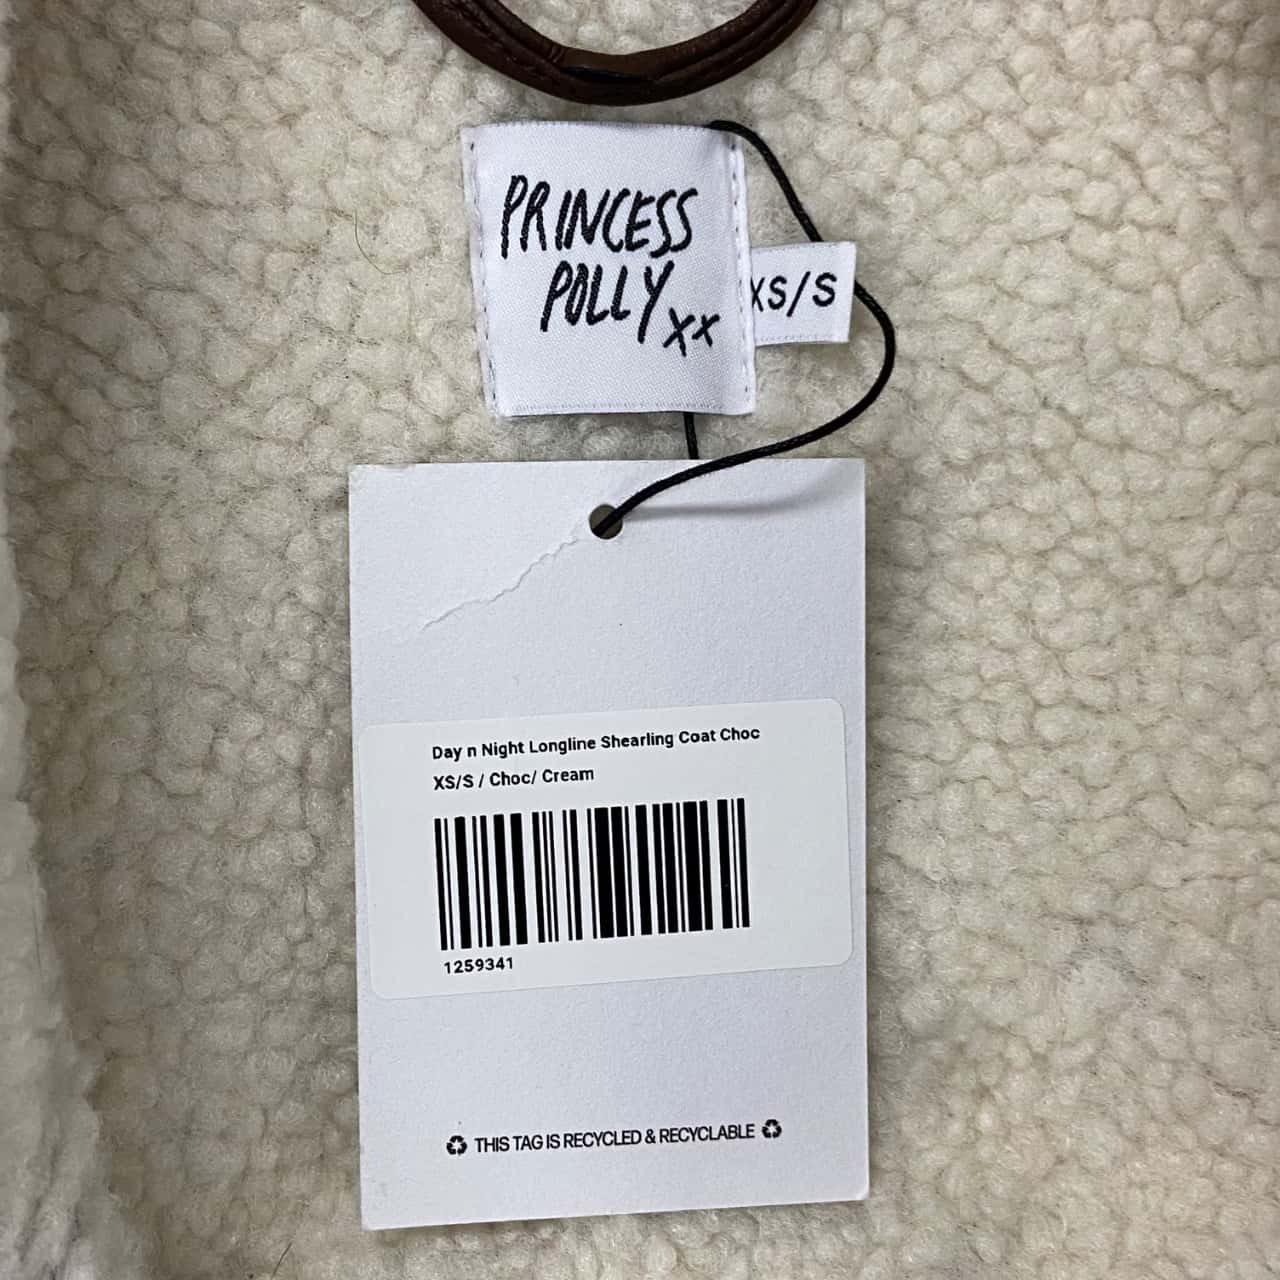 PRINCESS
POLLY xx
XS/S
Day n Night Longline Shearling Coat Choc
XS/S / Choc/ Cream
1259341
♻ THIS TAG IS RECYCLED & RECYCLABLE ♻